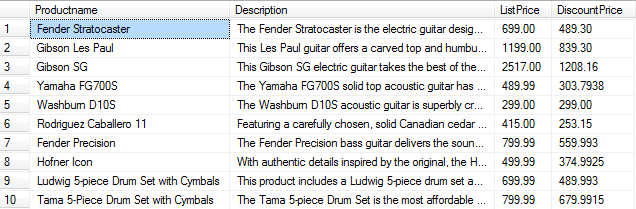 Productname Description ListPrice DiscountPrice
1 Fender Stratocaster The Fender Stratocaster is the electric guitar desig... 699.00 489.30
2 Gibson Les Paul This Les Paul guitar offers a carved top and humbu... 1199.00 839.30
3 Gibson SG This Gibson SG electric guitar takes the best of the... 2517.00 1208.16
4 Yamaha FG700S The Yamaha FG700S solid top acoustic guitar has ... 489.99 303.7938
5 Washburn D10S The Washburn D10S acoustic guitar is superbly cr... 299.00 299.00
6 Rodriguez Caballero 11 Featuring a carefully chosen, solid Canadian cedar ... 415.00 253.15
7 Fender Precision The Fender Precision bass guitar delivers the soun... 799.99 559.993
8 Hofner Icon With authentic details inspired by the original, the H... 499.99 374.9925
9 Ludwig 5-piece Drum Set with Cymbals This product includes a Ludwig 5-piece drum set a... 699.99 489.993
10 Tama 5-Piece Drum Set with Cymbals The Tama 5-piece Drum Set is the most affordable ... 799.99 679.9915